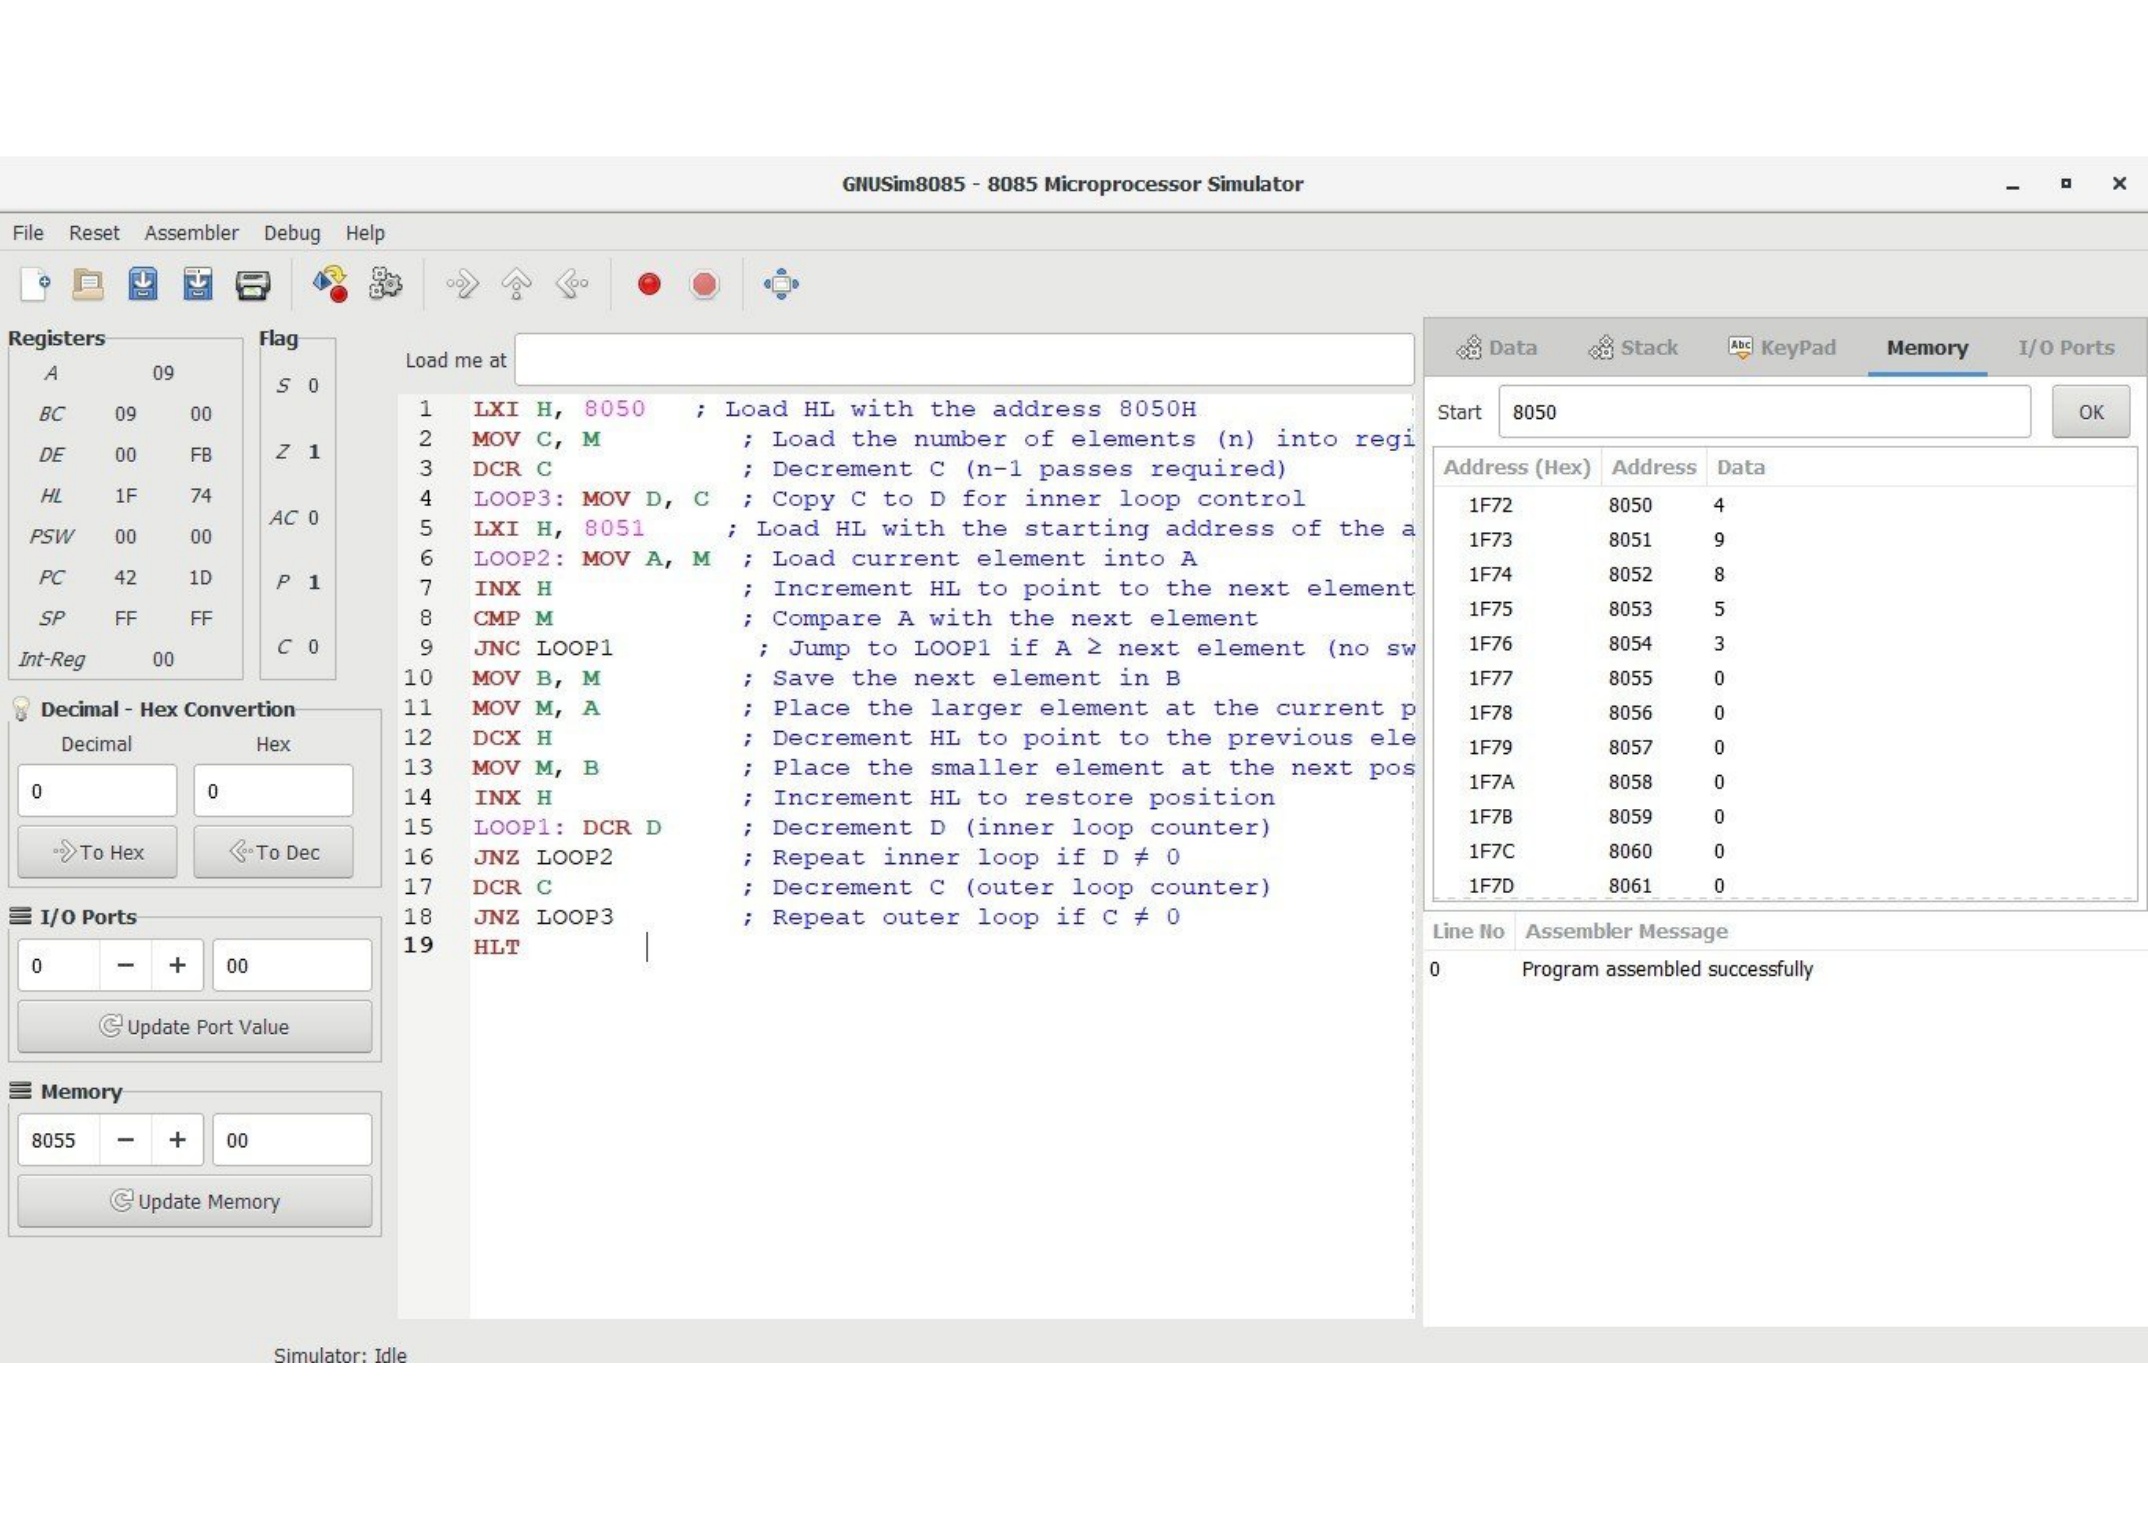 GNUSim8085 - 8085 Microprocessor Simulator
File Reset Assembler Debug Help
Registers
A 09
BC 09 00
DE 00 FB
HL 1F 74
PSW 00 00
PC 42 1D
SP FF FF
Int-Reg 00
Flag
S 0
Z 1
AC 0
P 1
C 0
Decimal - Hex Convertion
Decimal Hex
0 0
To Hex To Dec
I/O Ports
0 − + 00
Update Port Value
Memory
8055 − + 00
Update Memory
Load me at
1 LXI H, 8050 ; Load HL with the address 8050H
2 MOV C, M ; Load the number of elements (n) into regi
3 DCR C ; Decrement C (n-1 passes required)
4 LOOP3: MOV D, C ; Copy C to D for inner loop control
5 LXI H, 8051 ; Load HL with the starting address of the a
6 LOOP2: MOV A, M ; Load current element into A
7 INX H ; Increment HL to point to the next element
8 CMP M ; Compare A with the next element
9 JNC LOOP1 ; Jump to LOOP1 if A ≥ next element (no sw
10 MOV B, M ; Save the next element in B
11 MOV M, A ; Place the larger element at the current p
12 DCX H ; Decrement HL to point to the previous ele
13 MOV M, B ; Place the smaller element at the next pos
14 INX H ; Increment HL to restore position
15 LOOP1: DCR D ; Decrement D (inner loop counter)
16 JNZ LOOP2 ; Repeat inner loop if D ≠ 0
17 DCR C ; Decrement C (outer loop counter)
18 JNZ LOOP3 ; Repeat outer loop if C ≠ 0
19 HLT
Data Stack Abc KeyPad Memory I/O Ports
Start 8050 OK
Address (Hex) Address Data
1F72 8050 4
1F73 8051 9
1F74 8052 8
1F75 8053 5
1F76 8054 3
1F77 8055 0
1F78 8056 0
1F79 8057 0
1F7A 8058 0
1F7B 8059 0
1F7C 8060 0
1F7D 8061 0
Line No Assembler Message
0 Program assembled successfully
Simulator: Idle